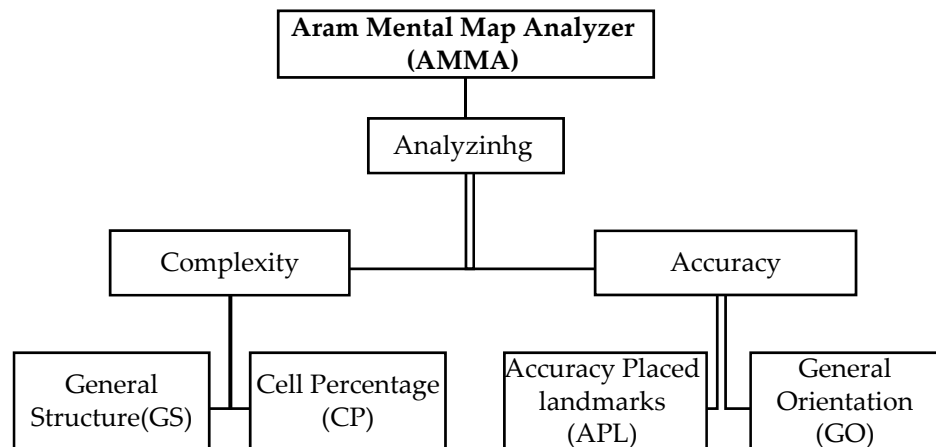 Aram Mental Map Analyzer
(AMMA)
Analyzinhg
Complexity
Accuracy
General
Structure(GS)
Cell Percentage
(CP)
Accuracy Placed
landmarks
(APL)
General
Orientation
(GO)